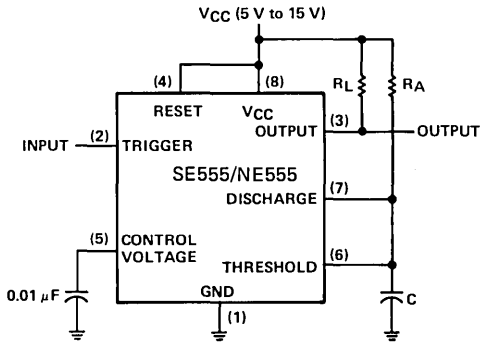 VCC (5 V to 15 V)
(4)
(8)
RL
RA
RESET
VCC
OUTPUT
(3)
OUTPUT
INPUT
(2)
TRIGGER
SE555/NE555
(7)
DISCHARGE
(5)
CONTROL
VOLTAGE
(6)
THRESHOLD
0.01 μF
GND
C
(1)